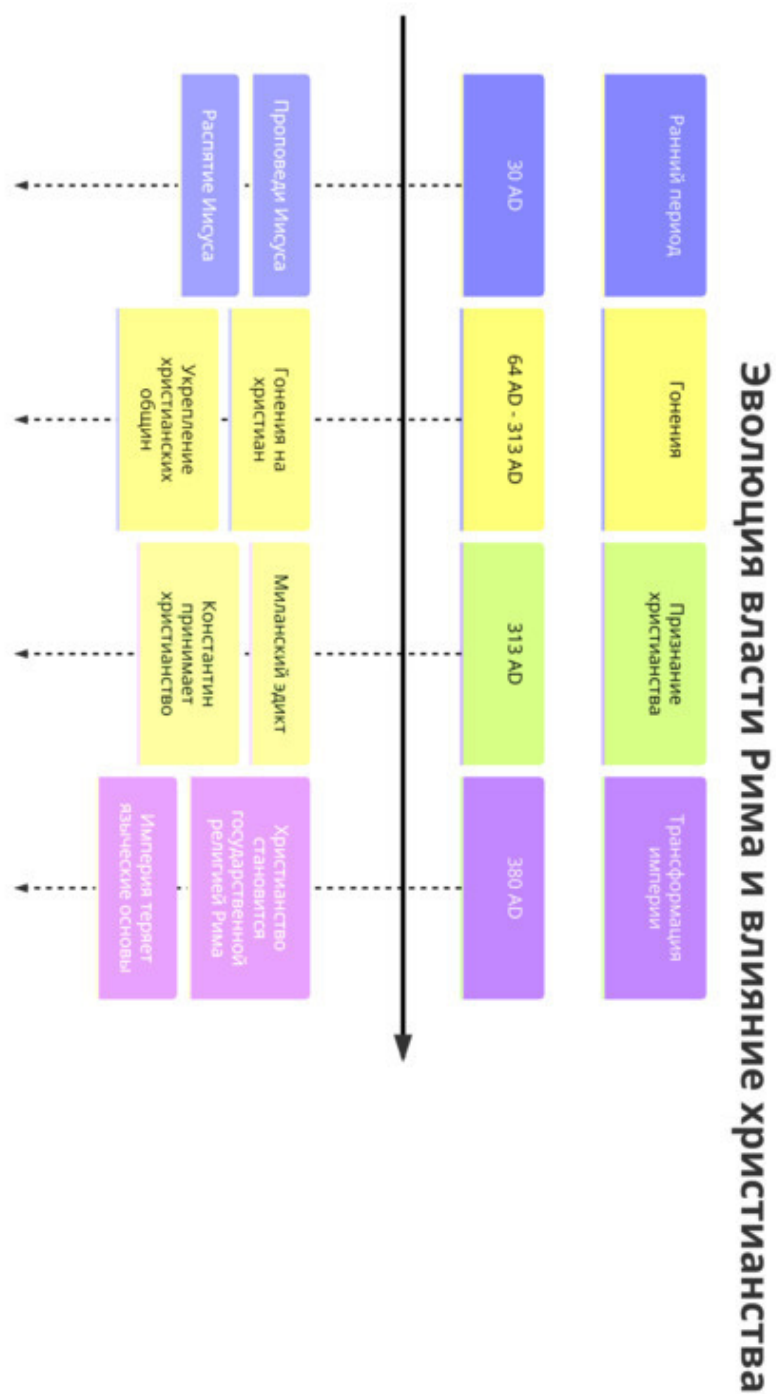 Эволюция власти Рима и влияние христианства
Ранний период
Гонения
Признание
христианства
Трансформация
империи
30 AD
64 AD - 313 AD
313 AD
380 AD
Проповеди Иисуса
Распятие Иисуса
Гонения на
христиан
Укрепление
христианских
общин
Миланский эдикт
Константин
принимает
христианство
Христианство
становится
государственной
религией Рима
Империя теряет
языческие основы